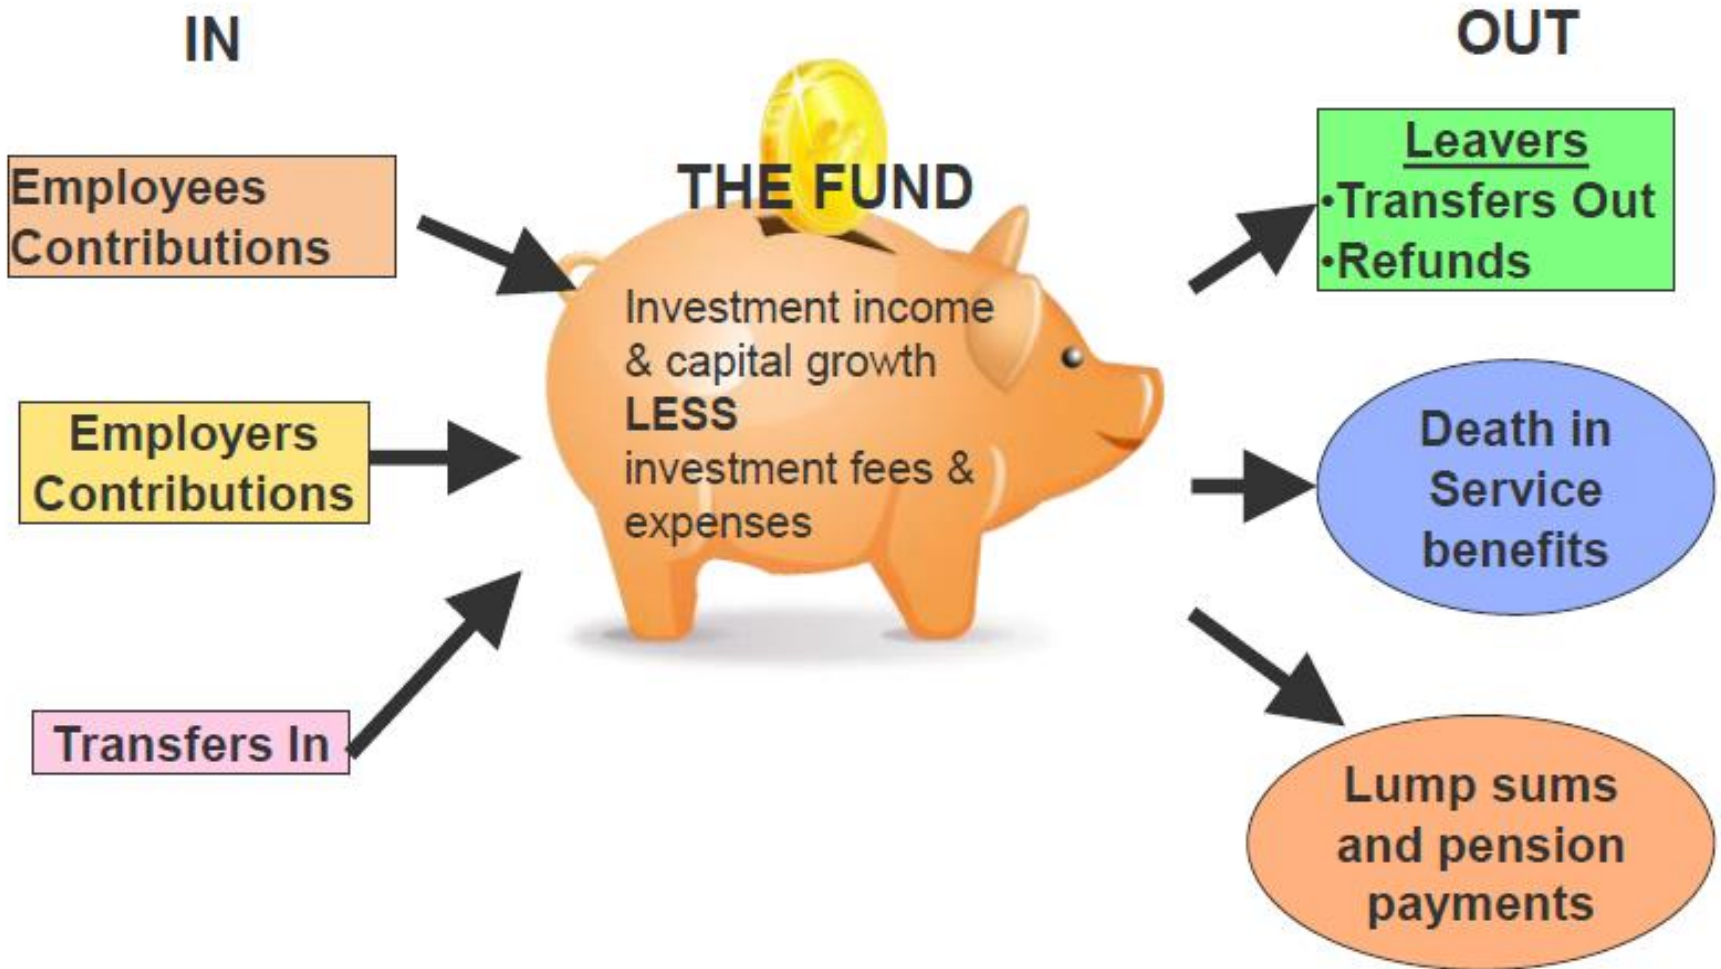 IN
Employees
Contributions
Employers
Contributions
Transfers In
THE FUND
Investment income
& capital growth
LESS
investment fees &
expenses
OUT
Leavers
•Transfers Out
•Refunds
Death in
Service
benefits
Lump sums
and pension
payments